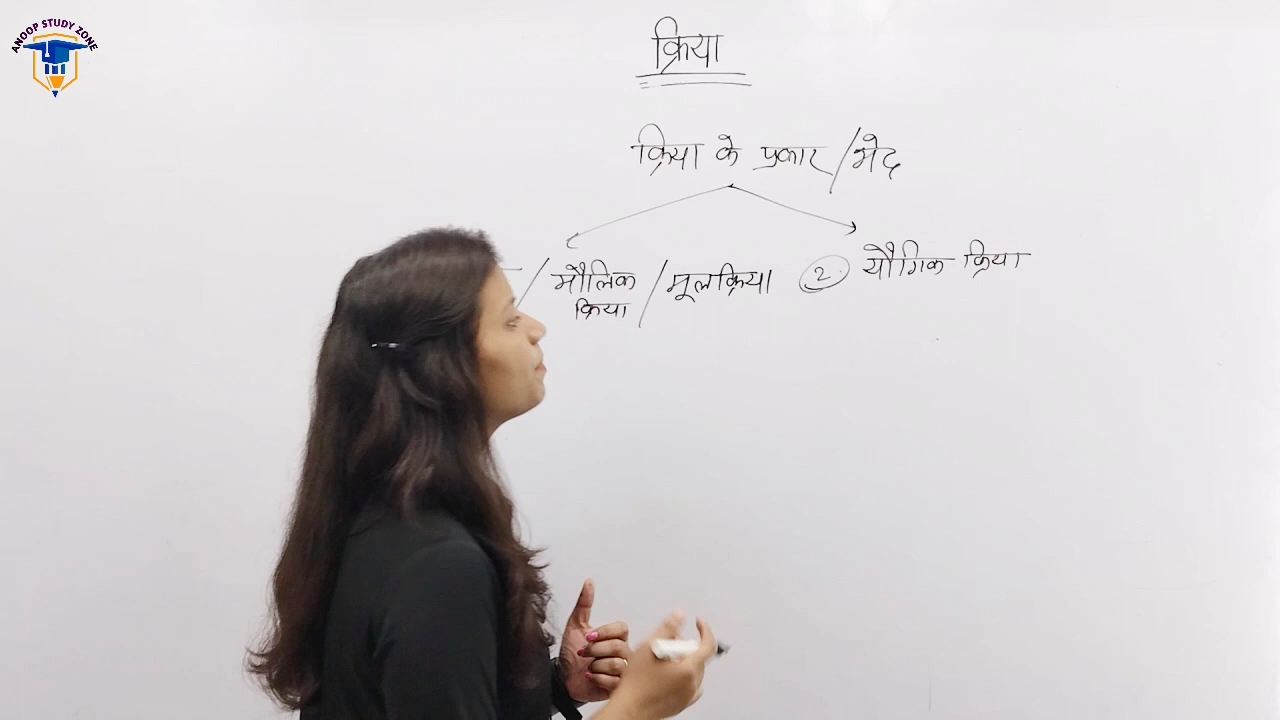 ANOOP STUDY ZONE
क्रिया
क्रिया के प्रकार / भेद
/ मौलिक क्रिया / मूलक्रिया
② यौगिक क्रिया